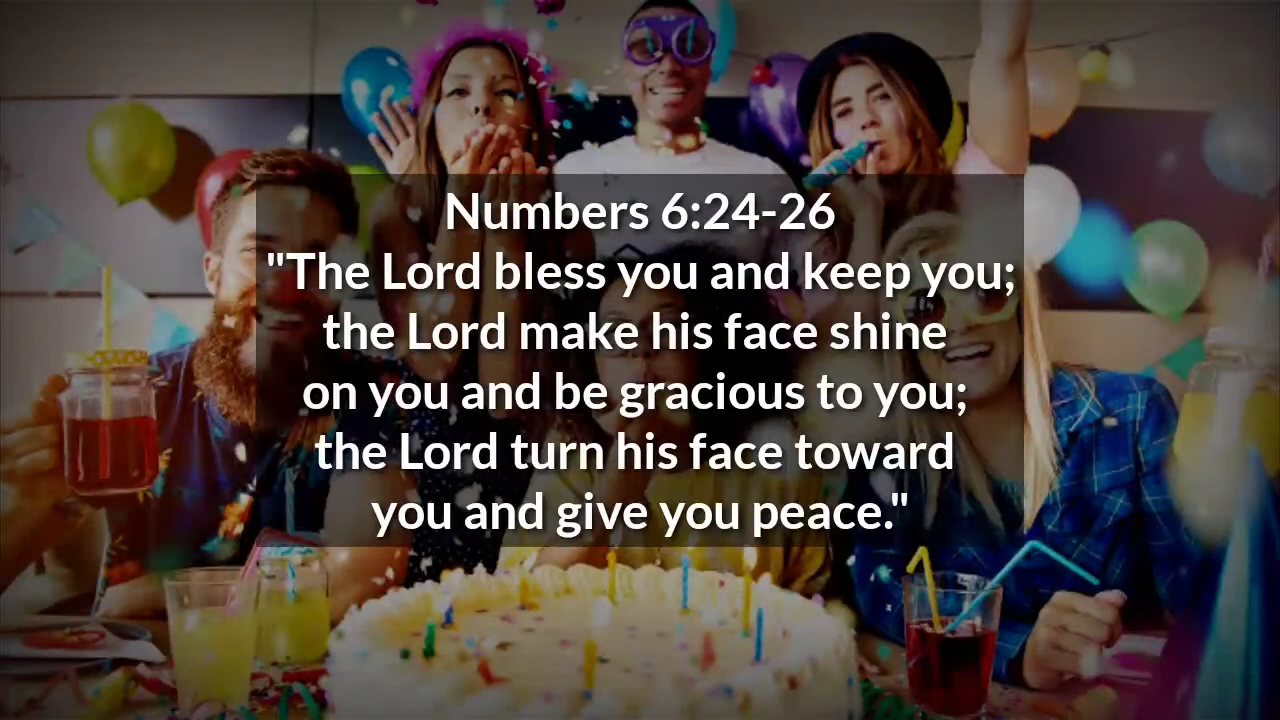 Numbers 6:24-26
"The Lord bless you and keep you;
the Lord make his face shine
on you and be gracious to you;
the Lord turn his face toward
you and give you peace."